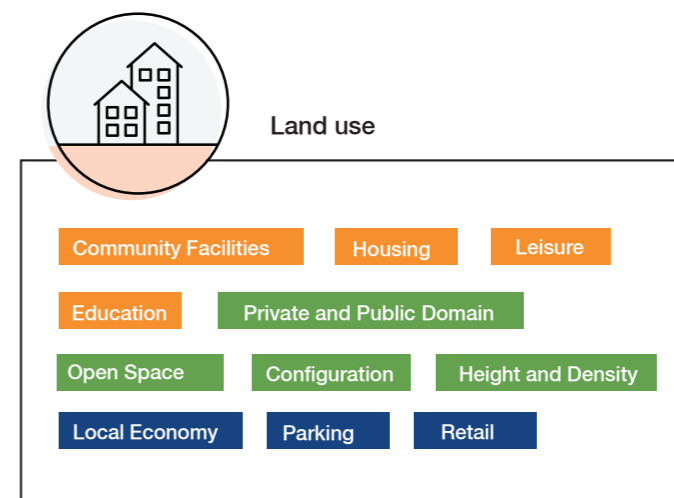 Land use
Community Facilities Housing Leisure
Education Private and Public Domain
Open Space Configuration Height and Density
Local Economy Parking Retail